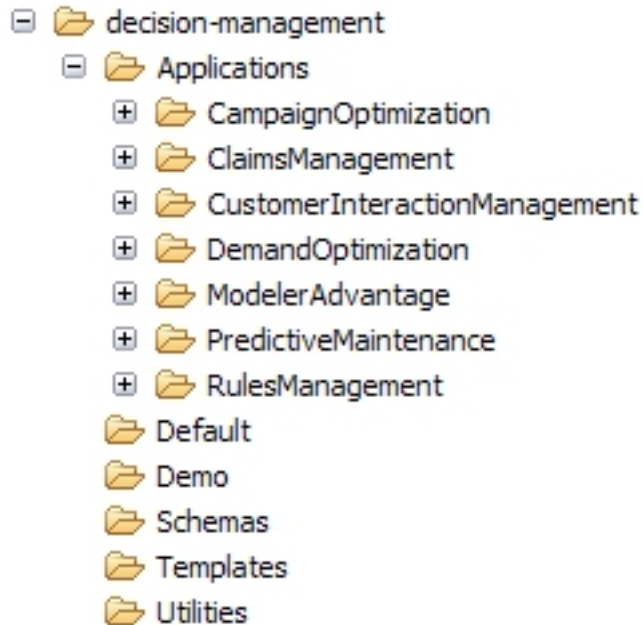 decision-management
Applications
CampaignOptimization
ClaimsManagement
CustomerInteractionManagement
DemandOptimization
ModelerAdvantage
PredictiveMaintenance
RulesManagement
Default
Demo
Schemas
Templates
Utilities